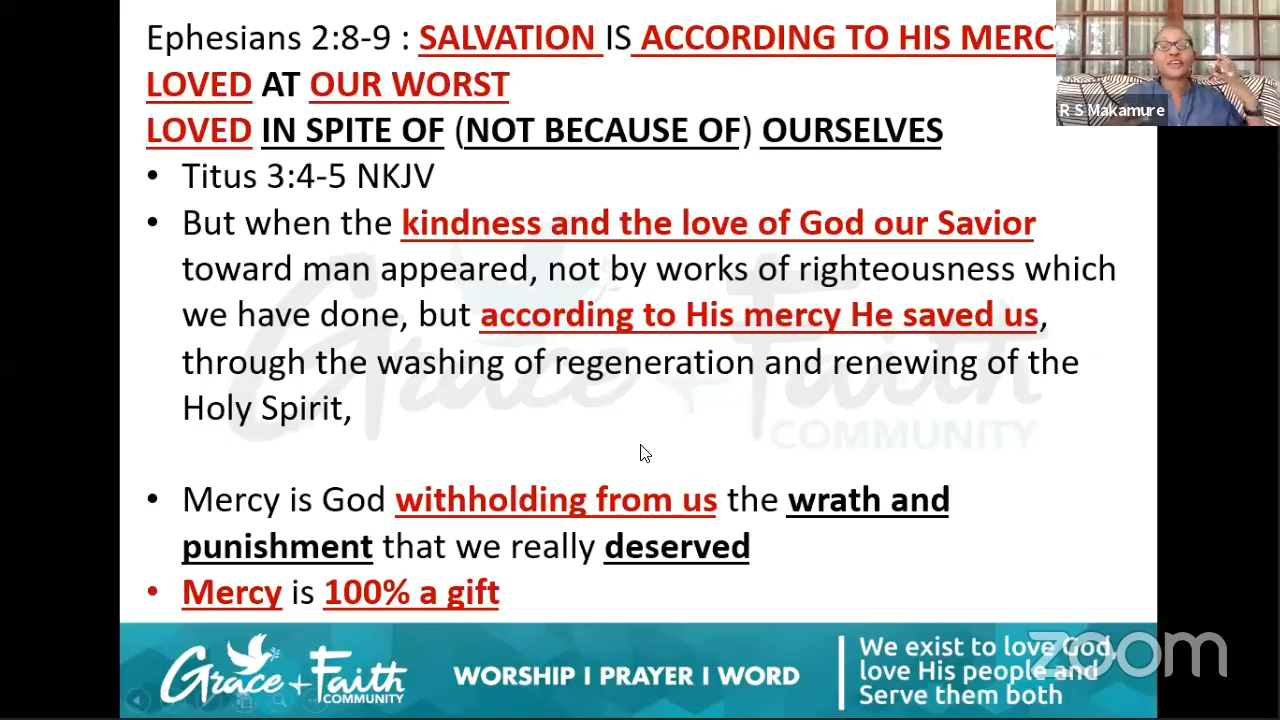 Ephesians 2:8-9 : SALVATION IS ACCORDING TO HIS MERC
LOVED AT OUR WORST
LOVED IN SPITE OF (NOT BECAUSE OF) OURSELVES
R S Makamure
• Titus 3:4-5 NKJV
• But when the kindness and the love of God our Savior
toward man appeared, not by works of righteousness which
we have done, but according to His mercy He saved us,
through the washing of regeneration and renewing of the
Holy Spirit,
Grace + Faith
COMMUNITY
• Mercy is God withholding from us the wrath and
punishment that we really deserved
• Mercy is 100% a gift
Grace + Faith
COMMUNITY
WORSHIP I PRAYER I WORD
We exist to love God,
love His people and
Serve them both
zoom